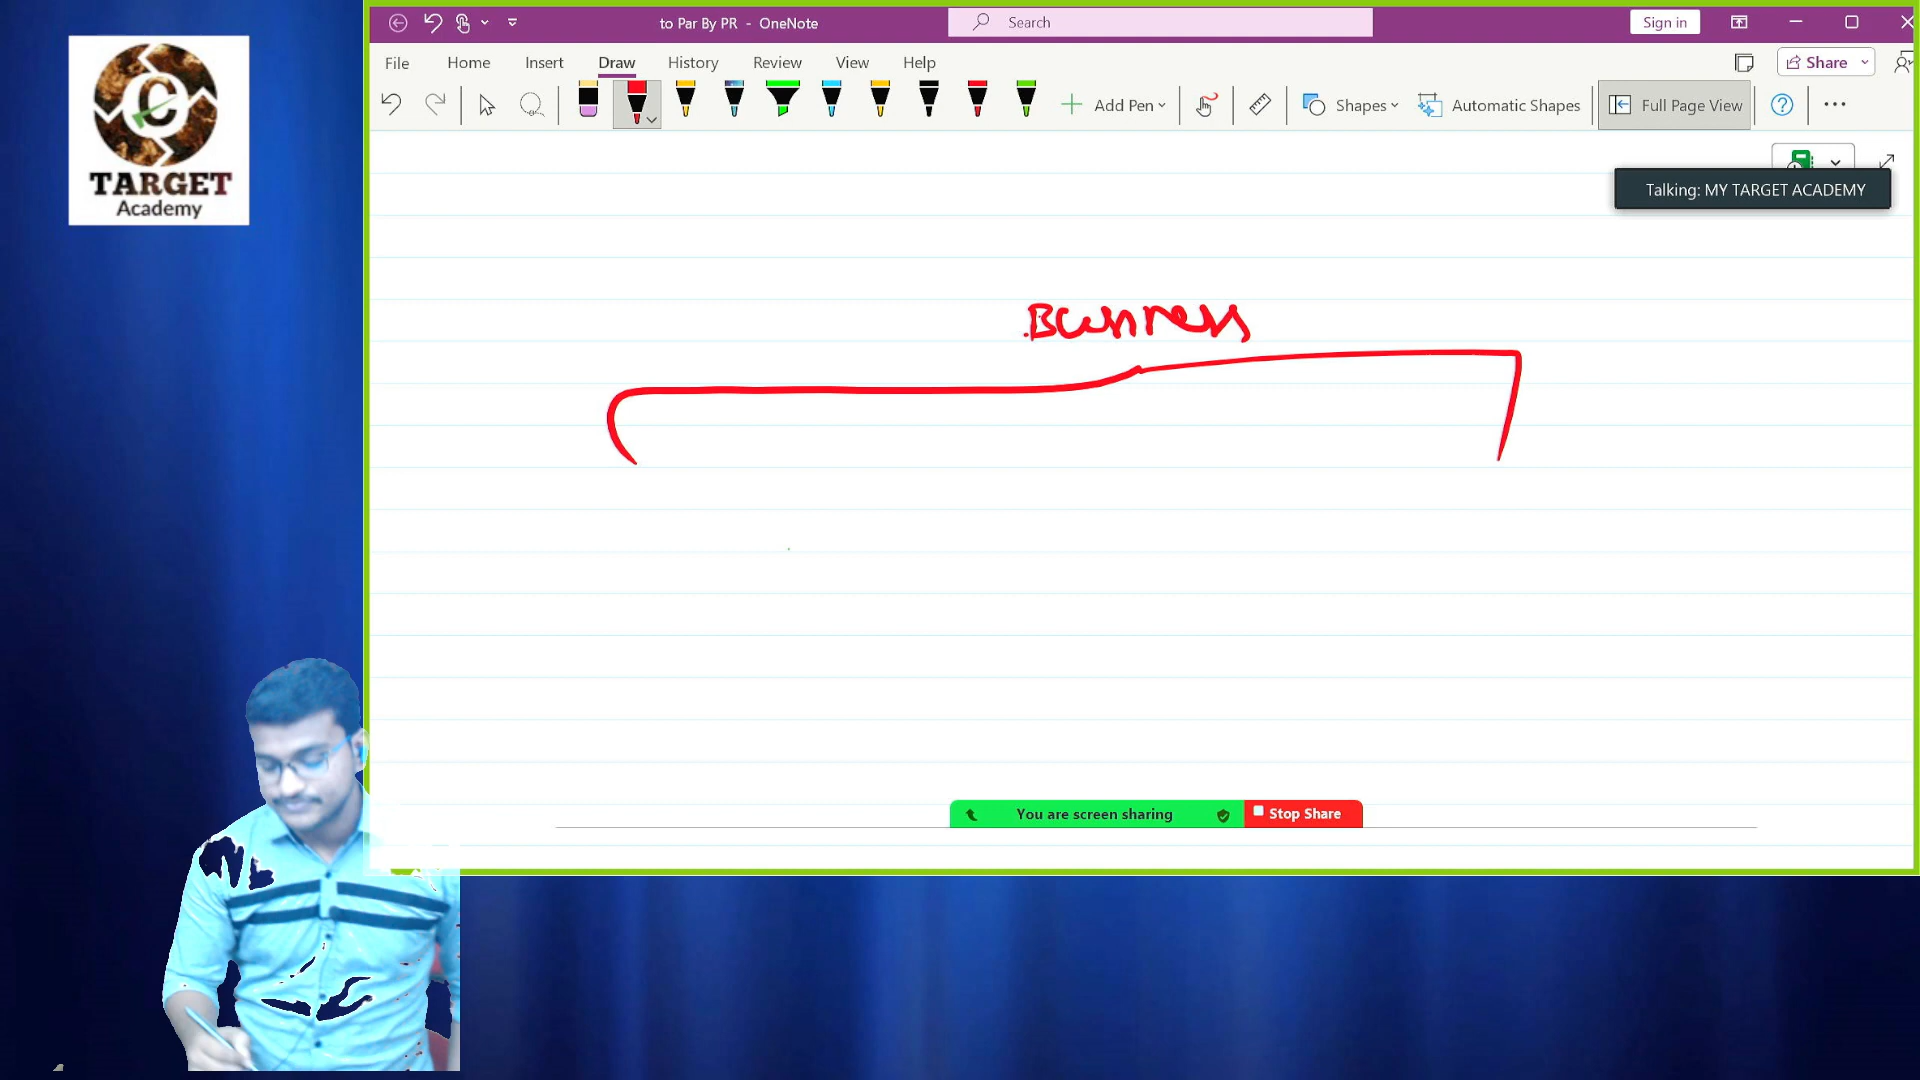 to Par By PR - OneNote
Search
Sign in
File Home Insert Draw History Review View Help
Share
Add Pen
Shapes
Automatic Shapes
Full Page View
C
TARGET
Academy
Talking: MY TARGET ACADEMY
Business
You are screen sharing
Stop Share